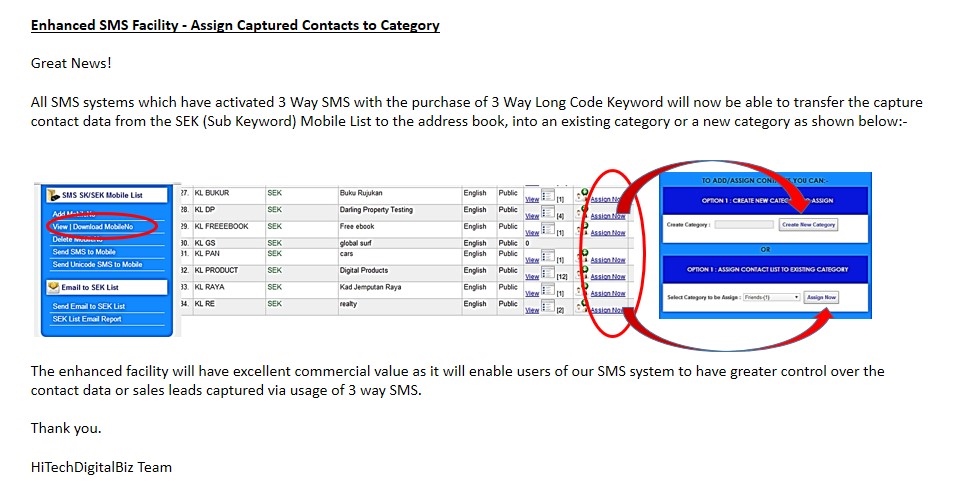 Enhanced SMS Facility - Assign Captured Contacts to Category
Great News!
All SMS systems which have activated 3 Way SMS with the purchase of 3 Way Long Code Keyword will now be able to transfer the capture
contact data from the SEK (Sub Keyword) Mobile List to the address book, into an existing category or a new category as shown below:-
SMS SK/SEK Mobile List
View | Download MobileNo
Delete
Send SMS to Mobile
Send Unicode SMS to Mobile
Email to SEK List
Send Email to SEK List
SEK List Email Report
27. KL BUKUR SEK Buku Rujukan English Public View [1] Assign Now
28. KL DP SEK Darling Property Testing English Public View [4] Assign Now
29. KL FREEEBOOK SEK Free ebook English Public View [1] Assign Now
30. KL GS SEK global surf English Public 0
31. KL PAN SEK cars English Public View [1] Assign Now
32. KL PRODUCT SEK Digital Products English Public View [12] Assign Now
33. KL RAYA SEK Kad Jemputan Raya English Public View [1] Assign Now
34. KL RE SEK realty English Public View [2] Assign Now
TO ADD/ASSIGN YOU CAN:-
OPTION 1 : CREATE NEW ASSIGN
Create Category : Create New Category
OR
OPTION 1 : ASSIGN CONTACT LIST TO EXISTING CATEGORY
Select Category to be Assign : Friends (1) Assign Now
The enhanced facility will have excellent commercial value as it will enable users of our SMS system to have greater control over the
contact data or sales leads captured via usage of 3 way SMS.
Thank you.
HiTechDigitalBiz Team